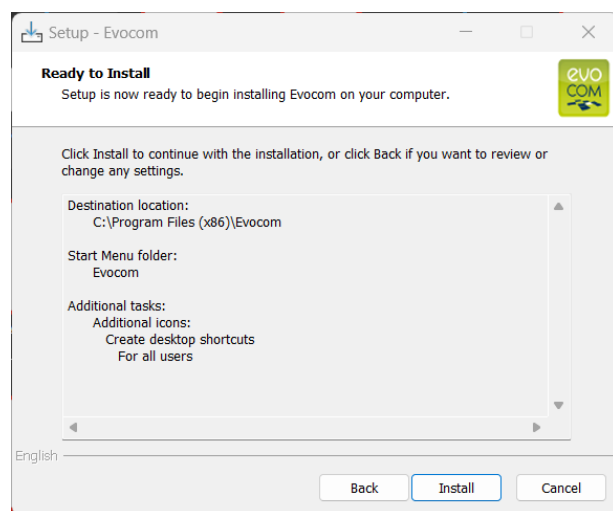 Setup - Evocom
Ready to Install
Setup is now ready to begin installing Evocom on your computer.
evo
COM
Click Install to continue with the installation, or click Back if you want to review or
change any settings.
Destination location:
C:\Program Files (x86)\Evocom
Start Menu folder:
Evocom
Additional tasks:
Additional icons:
Create desktop shortcuts
For all users
English
Back Install Cancel